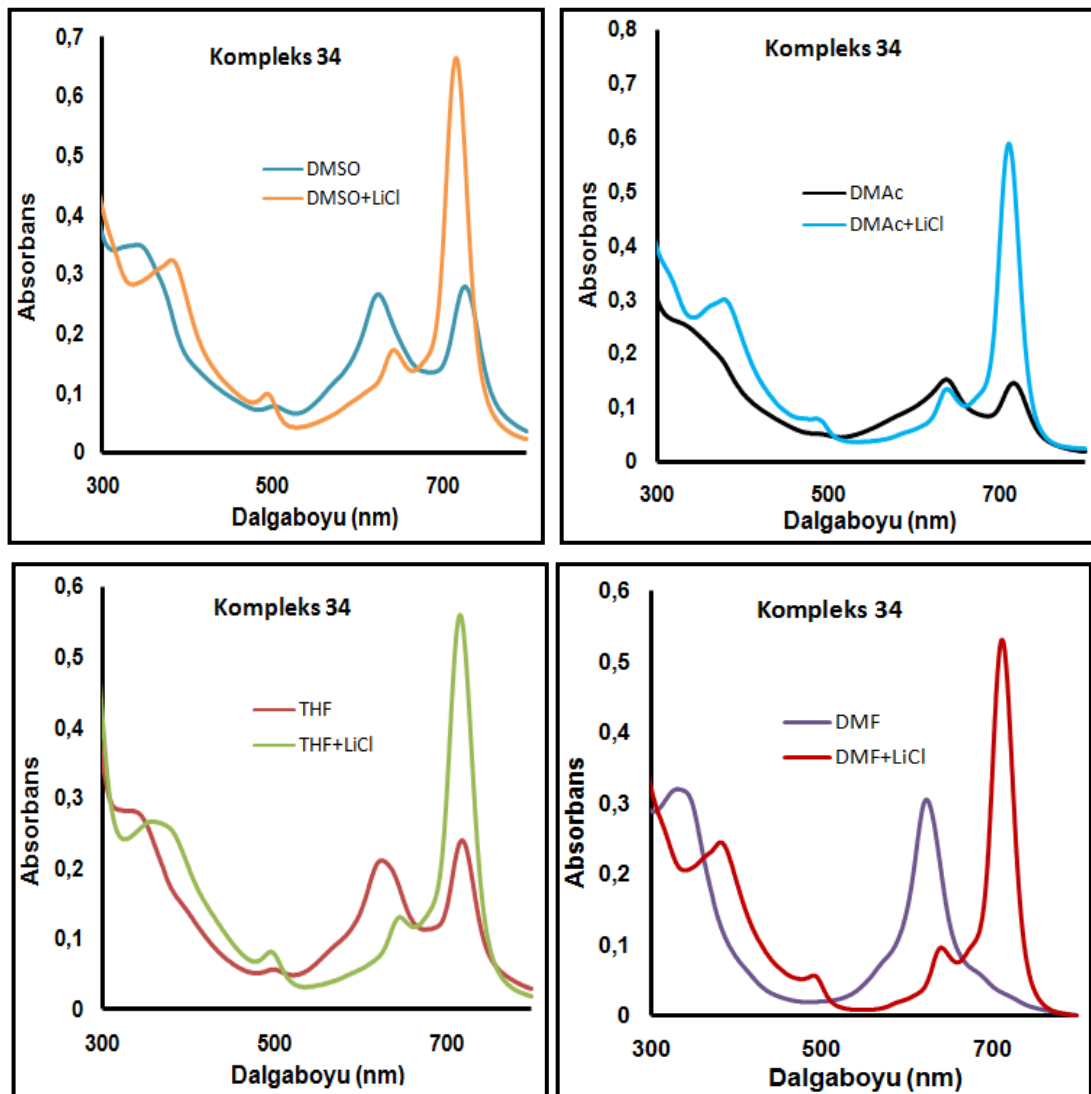 Kompleks 34
0,7
0,6
0,5
0,4
0,3
0,2
0,1
0
Absorbans
DMSO
DMSO+LiCl
300 500 700
Dalgaboyu (nm)
Kompleks 34
0,8
0,7
0,6
0,5
0,4
0,3
0,2
0,1
0
Absorbans
DMAc
DMAc+LiCl
300 500 700
Dalgaboyu (nm)
Kompleks 34
0,6
0,5
0,4
0,3
0,2
0,1
0
Absorbans
THF
THF+LiCl
300 500 700
Dalgaboyu (nm)
Kompleks 34
0,6
0,5
0,4
0,3
0,2
0,1
0
Absorbans
DMF
DMF+LiCl
300 500 700
Dalgaboyu (nm)